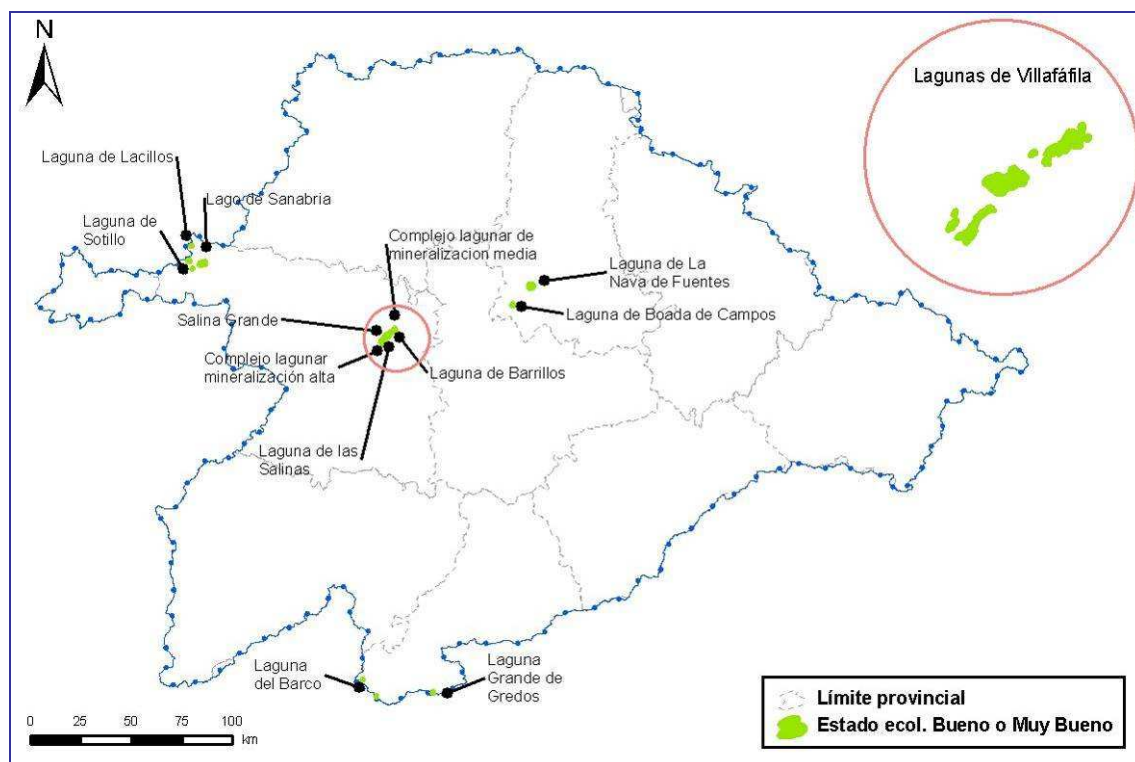 N
Lagunas de Villafáfila
Laguna de Lacillos
Lago de Sanabria
Laguna de
Sotillo
Complejo lagunar de
mineralizacion media
Laguna de La
Nava de Fuentes
Salina Grande
Laguna de Boada de Campos
Complejo lagunar
mineralización alta
Laguna de Barrillos
Laguna de las
Salinas
Laguna
del Barco
Laguna
Grande de
Gredos
0 25 50 75 100
km
Límite provincial
Estado ecol. Bueno o Muy Bueno